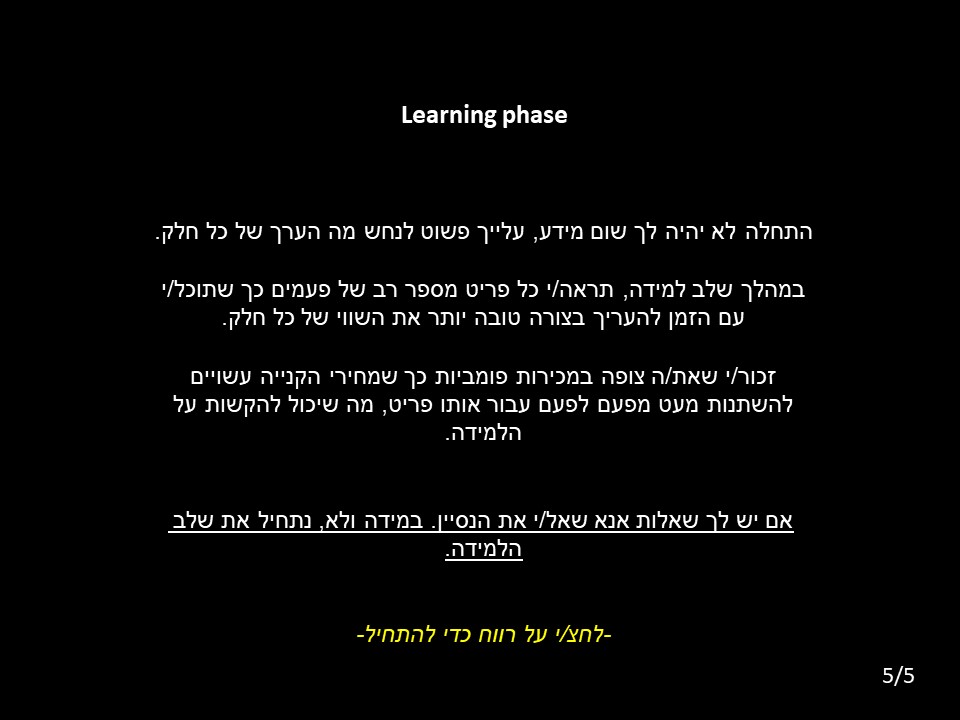 Learning phase
התחלה לא יהיה לך שום מידע, עלייך פשוט לנחש מה הערך של כל חלק.
במהלך שלב למידה, תראה/י כל פריט מספר רב של פעמים כך שתוכל/י
עם הזמן להעריך בצורה טובה יותר את השווי של כל חלק.
זכור/י שאת/ה צופה במכירות פומביות כך שמחירי הקנייה עשויים
להשתנות מעט מפעם לפעם עבור אותו פריט, מה שיכול להקשות על
הלמידה.
אם יש לך שאלות אנא שאל/י את הנסיין. במידה ולא, נתחיל את שלב
הלמידה.
-לחצ/י על רווח כדי להתחיל-
5/5